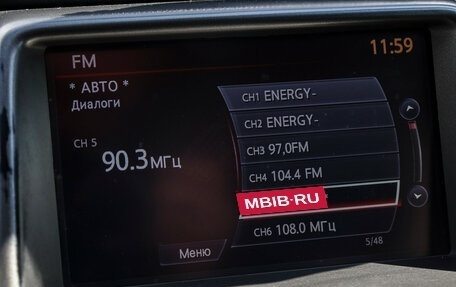 FM
11:59
* АВТО *
Диалоги
CH 5
90.3 МГц
CH1 ENERGY-
CH2 ENERGY-
CH3 97,0FM
CH4 104.4 FM
MBIB-RU
CH6 108.0 МГц
Меню
5/48